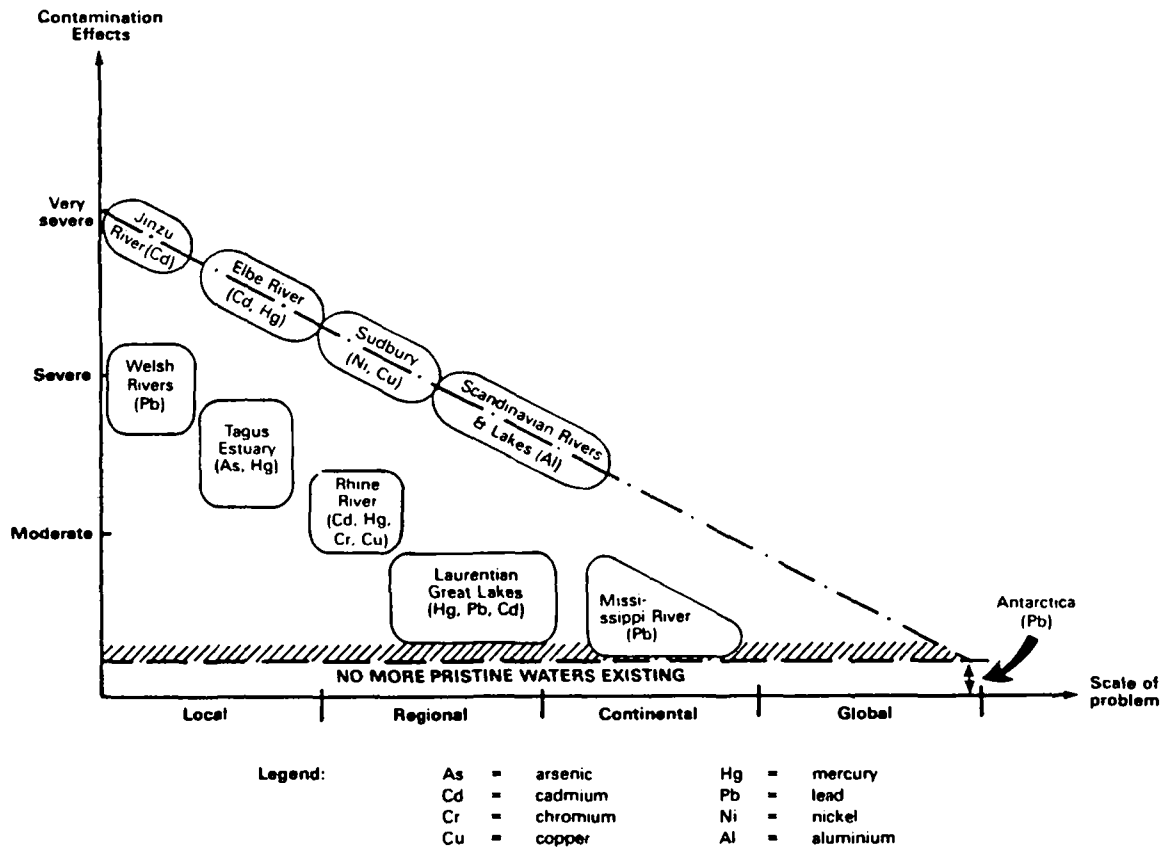 Contamination
Effects
Very
severe
Severe
Moderate
Jinzu
River(Cd)
Elbe River
(Cd, Hg)
Sudbury
(Ni, Cu)
Scandinavian Rivers
& Lakes (Al)
Welsh
Rivers
(Pb)
Tagus
Estuary
(As, Hg)
Rhine
River
(Cd, Hg,
Cr, Cu)
Laurentian
Great Lakes
(Hg, Pb, Cd)
Missi-
ssippi River
(Pb)
Antarctica
(Pb)
NO MORE PRISTINE WATERS EXISTING
Local Regional Continental Global
Scale of
problem
Legend: As = arsenic Hg = mercury
Cd = cadmium Pb = lead
Cr = chromium Ni = nickel
Cu = copper Al = aluminium